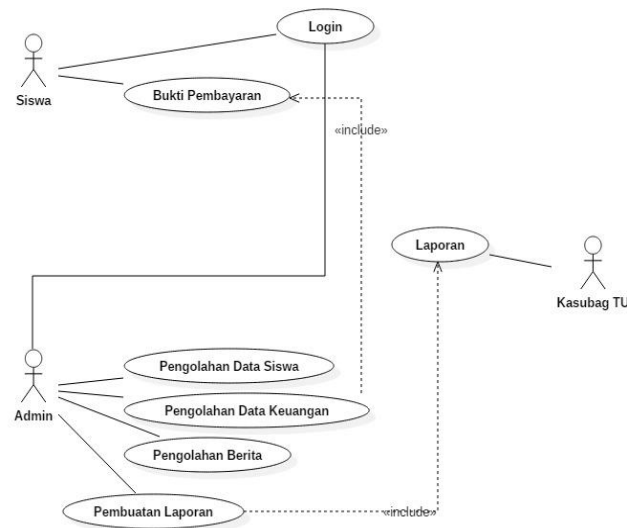 Login
Siswa
Bukti Pembayaran
«include»
Laporan
Kasubag TU
Pengolahan Data Siswa
Pengolahan Data Keuangan
Admin
Pengolahan Berita
Pembuatan Laporan
«include»